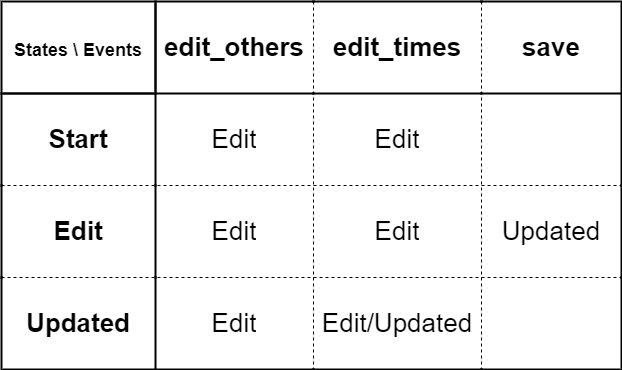 States \ Events edit_others edit_times save
Start Edit Edit
Edit Edit Edit Updated
Updated Edit Edit/Updated